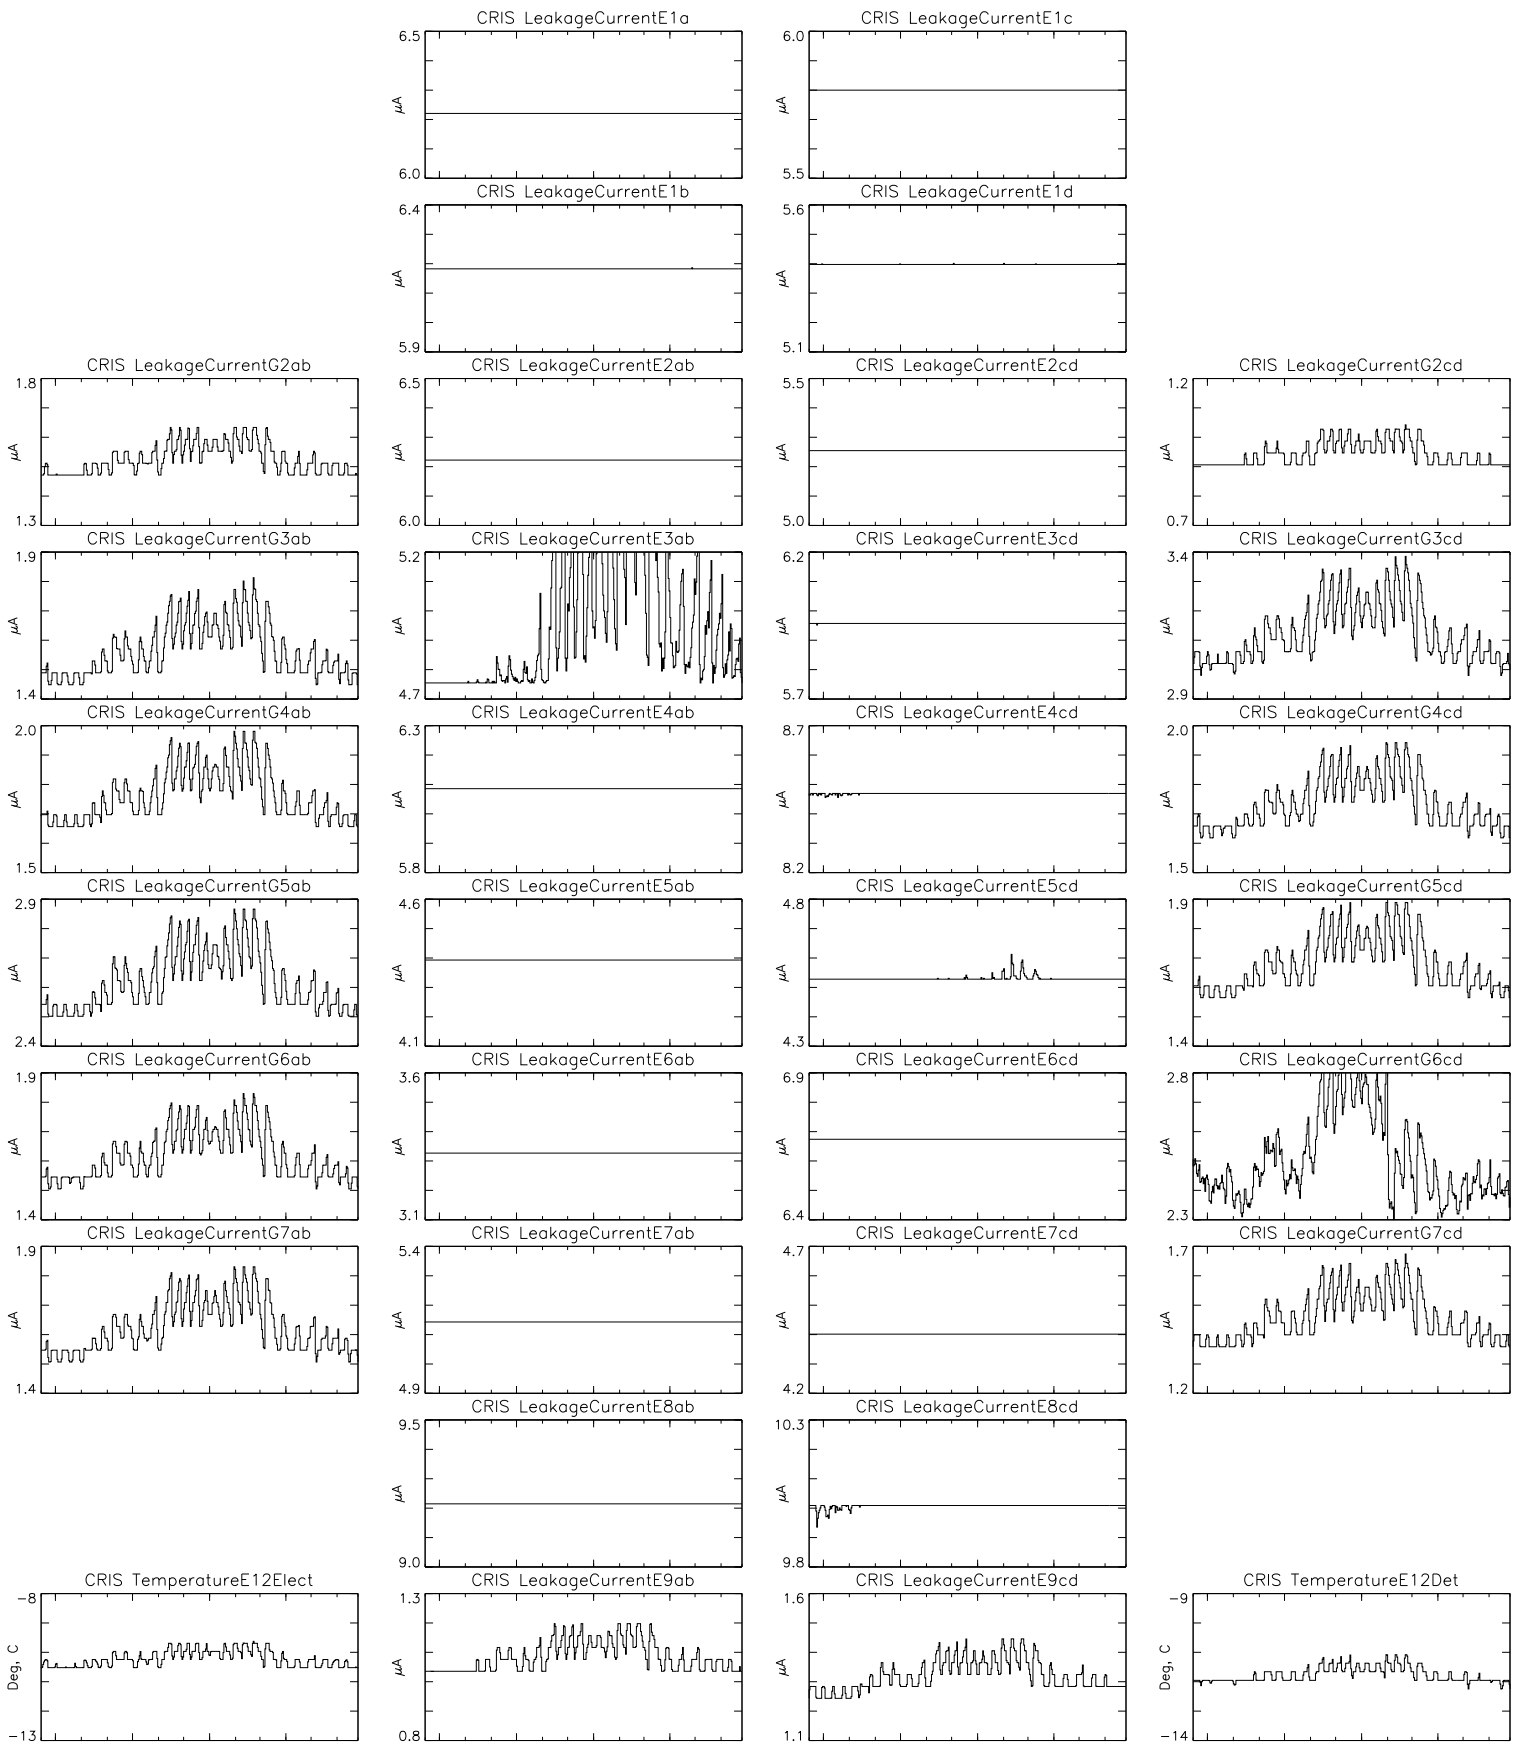 CRIS LeakageCurrentE1a CRIS LeakageCurrentE1c
6.5 6.0
μA μA
6.0 5.5
CRIS LeakageCurrentE1b CRIS LeakageCurrentE1d
6.4 5.6
μA μA
5.9 5.1
CRIS LeakageCurrentG2ab CRIS LeakageCurrentE2ab CRIS LeakageCurrentE2cd CRIS LeakageCurrentG2cd
1.8 6.5 5.5 1.2
μA μA μA μA
1.3 6.0 5.0 0.7
CRIS LeakageCurrentG3ab CRIS LeakageCurrentE3ab CRIS LeakageCurrentE3cd CRIS LeakageCurrentG3cd
1.9 5.2 6.2 3.4
μA μA μA μA
1.4 4.7 5.7 2.9
CRIS LeakageCurrentG4ab CRIS LeakageCurrentE4ab CRIS LeakageCurrentE4cd CRIS LeakageCurrentG4cd
2.0 6.3 8.7 2.0
μA μA μA μA
1.5 5.8 8.2 1.5
CRIS LeakageCurrentG5ab CRIS LeakageCurrentE5ab CRIS LeakageCurrentE5cd CRIS LeakageCurrentG5cd
2.9 4.6 4.8 1.9
μA μA μA μA
2.4 4.1 4.3 1.4
CRIS LeakageCurrentG6ab CRIS LeakageCurrentE6ab CRIS LeakageCurrentE6cd CRIS LeakageCurrentG6cd
1.9 3.6 6.9 2.8
μA μA μA μA
1.4 3.1 6.4 2.3
CRIS LeakageCurrentG7ab CRIS LeakageCurrentE7ab CRIS LeakageCurrentE7cd CRIS LeakageCurrentG7cd
1.9 5.4 4.7 1.7
μA μA μA μA
1.4 4.9 4.2 1.2
CRIS LeakageCurrentE8ab CRIS LeakageCurrentE8cd
9.5 10.3
μA μA
9.0 9.8
CRIS TemperatureE12Elect CRIS LeakageCurrentE9ab CRIS LeakageCurrentE9cd CRIS TemperatureE12Det
-8 1.3 1.6 -9
Deg, C μA μA Deg, C
-13 0.8 1.1 -14